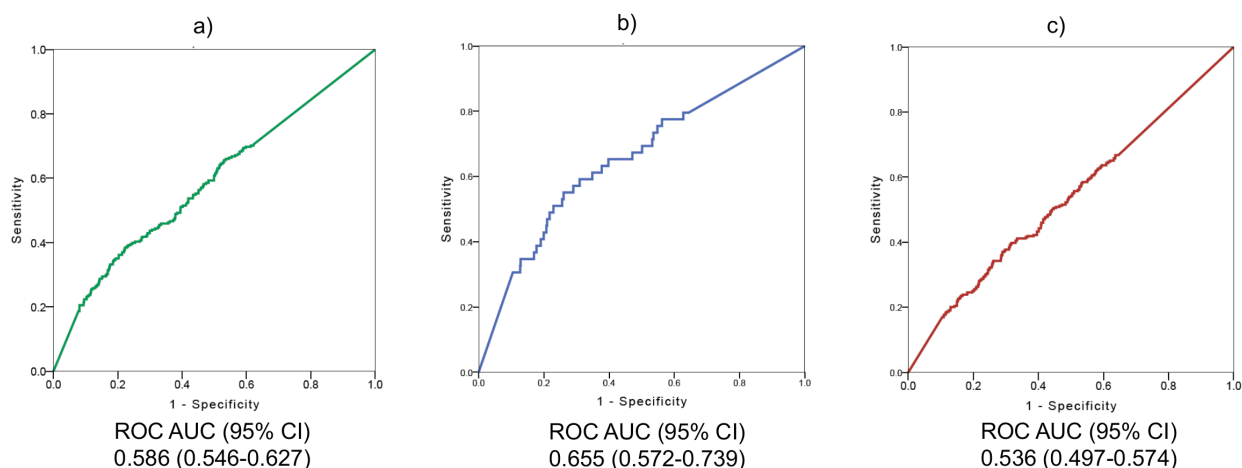 a)
1.0
0.8
0.6
0.4
0.2
0.0
Sensitivity
0.0 0.2 0.4 0.6 0.8 1.0
1 - Specificity
ROC AUC (95% CI)
0.586 (0.546-0.627)
b)
1.0
0.8
0.6
0.4
0.2
0.0
Sensitivity
0.0 0.2 0.4 0.6 0.8 1.0
1 - Specificity
ROC AUC (95% CI)
0.655 (0.572-0.739)
c)
1.0
0.8
0.6
0.4
0.2
0.0
Sensitivity
0.0 0.2 0.4 0.6 0.8 1.0
1 - Specificity
ROC AUC (95% CI)
0.536 (0.497-0.574)